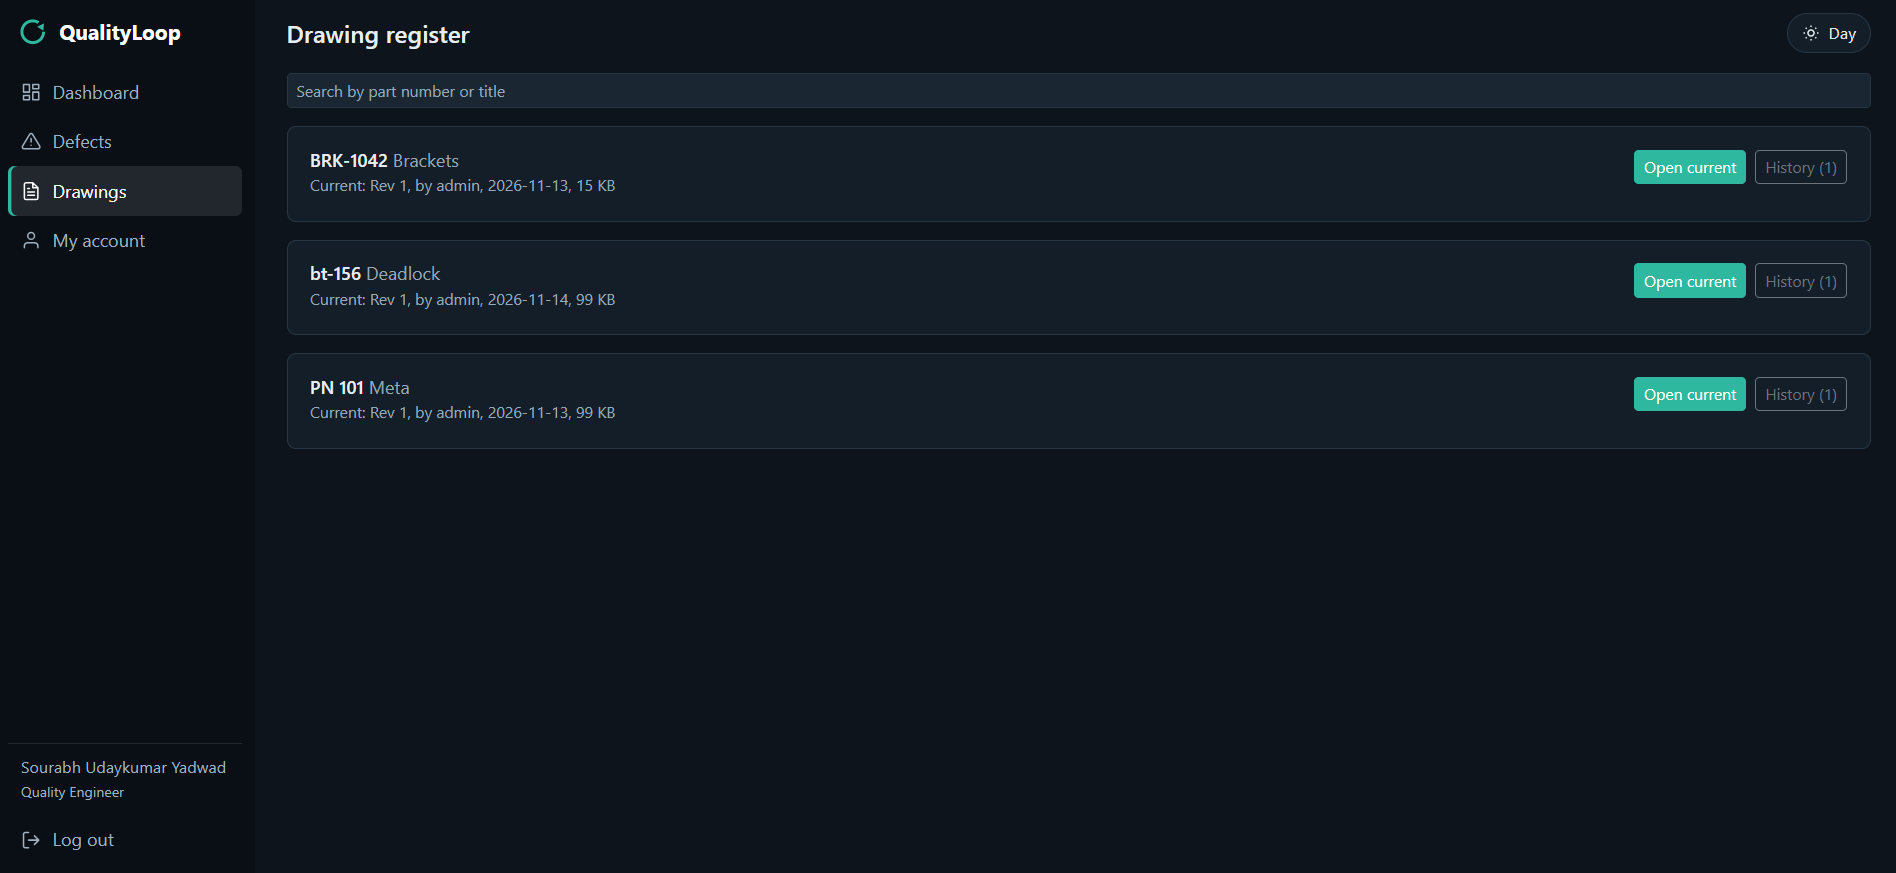 QualityLoop
Dashboard
Defects
Drawings
My account
Sourabh Udaykumar Yadwad
Quality Engineer
Log out
Drawing register
Day
Search by part number or title
BRK-1042 Brackets
Current: Rev 1, by admin, 2026-11-13, 15 KB
Open current
History (1)
bt-156 Deadlock
Current: Rev 1, by admin, 2026-11-14, 99 KB
Open current
History (1)
PN 101 Meta
Current: Rev 1, by admin, 2026-11-13, 99 KB
Open current
History (1)